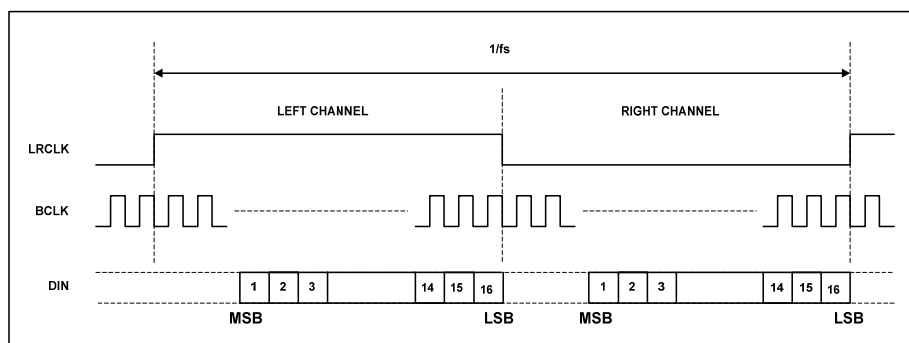 1/fs
LEFT CHANNEL RIGHT CHANNEL
LRCLK
BCLK
DIN 1 2 3 14 15 16 1 2 3 14 15 16
MSB LSB MSB LSB